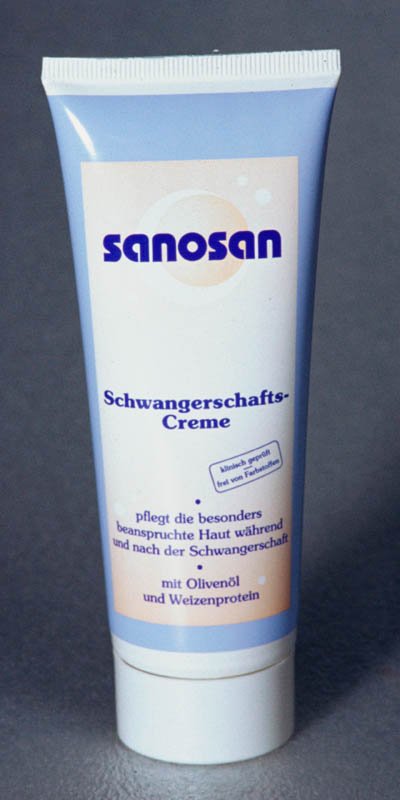 sanosan
Schwangerschafts-
Creme
klinisch geprüft
frei von Farbstoffen
•
pflegt die besonders
beanspruchte Haut während
und nach der Schwangerschaft
•
mit Olivenöl
und Weizenprotein